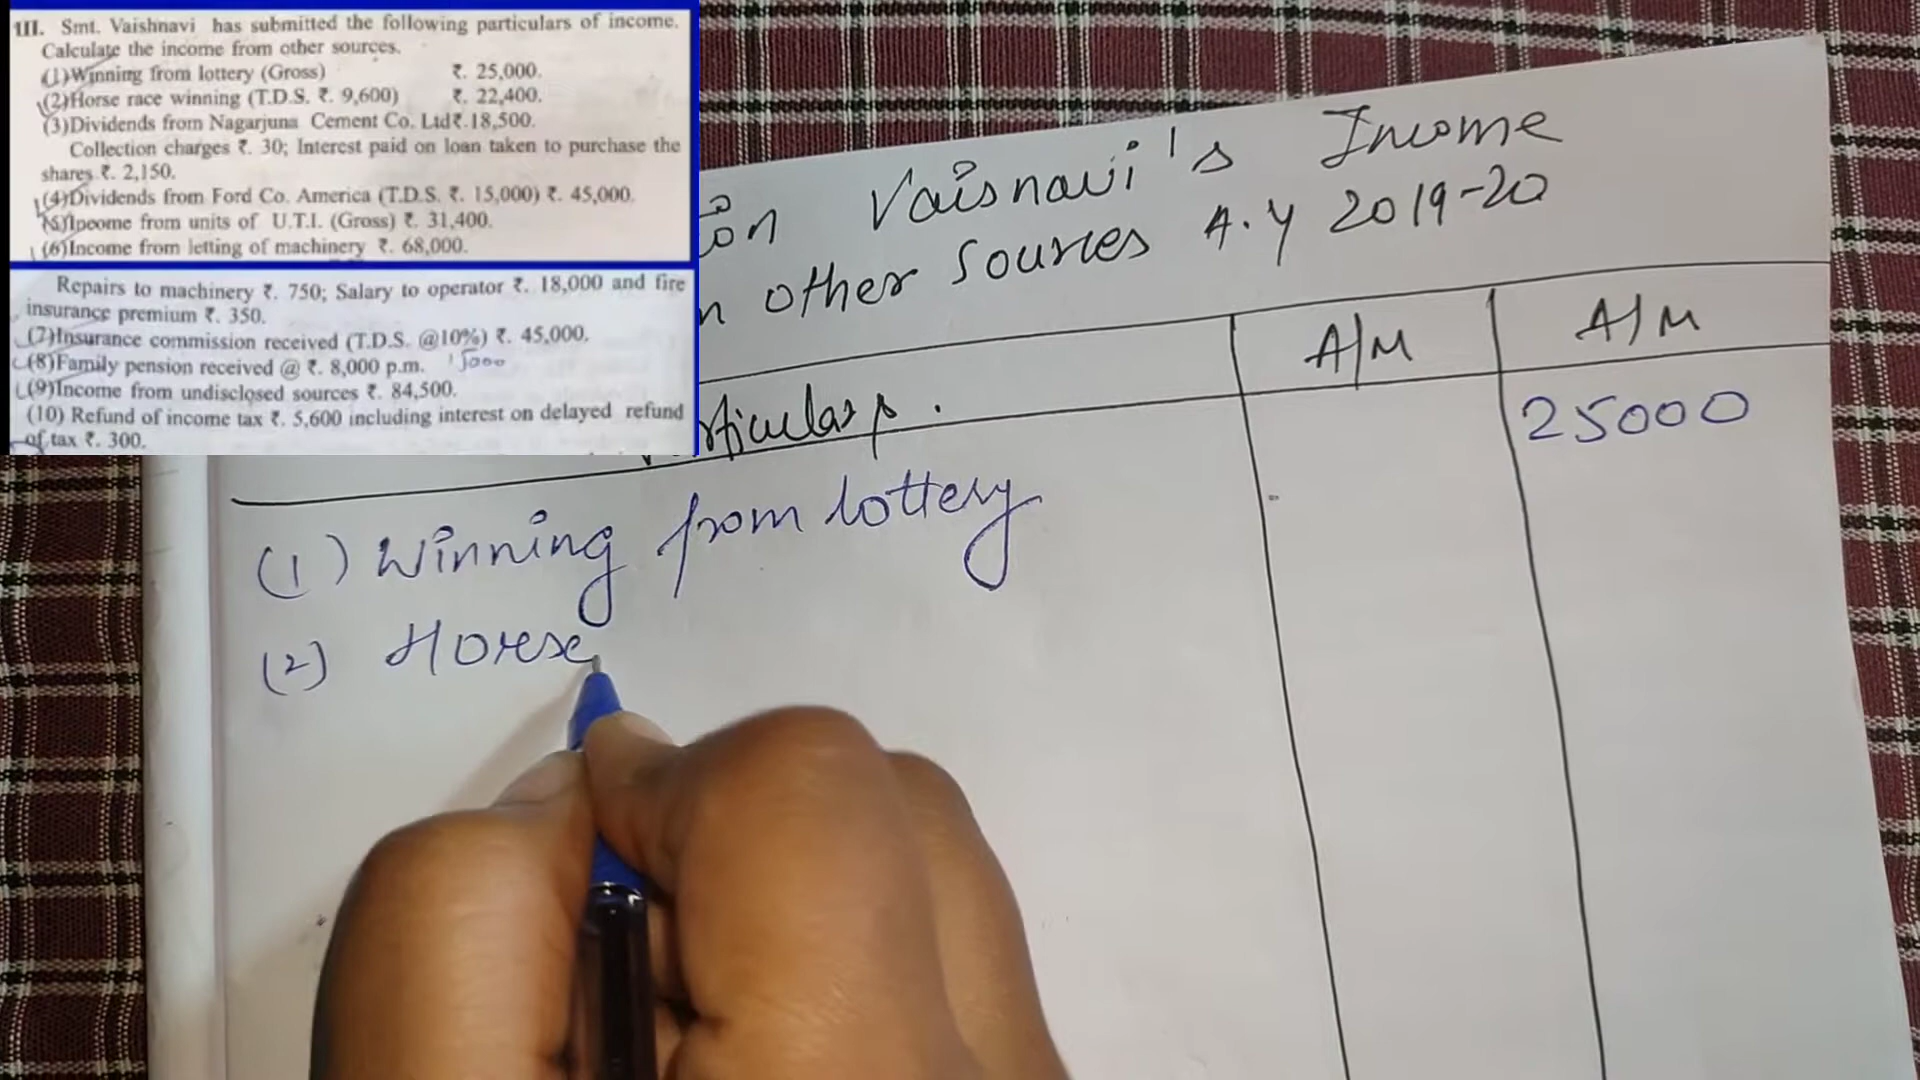 III. Smt. Vaishnavi has submitted the following particulars of income.
Calculate the income from other sources.
(1)Winning from lottery (Gross) ₹. 25,000.
(2)Horse race winning (T.D.S. ₹. 9,600) ₹. 22,400.
(3)Dividends from Nagarjuna Cement Co. Ltd₹.18,500.
Collection charges ₹. 30; Interest paid on loan taken to purchase the
shares ₹. 2,150.
(4)Dividends from Ford Co. America (T.D.S. ₹. 15,000) ₹. 45,000.
(5)Income from units of U.T.I. (Gross) ₹. 31,400.
(6)Income from letting of machinery ₹. 68,000.
Repairs to machinery ₹. 750; Salary to operator ₹. 18,000 and fire
insurance premium ₹. 350.
(7)Insurance commission received (T.D.S. @10%) ₹. 45,000.
(8)Family pension received @ ₹. 8,000 p.m. 15000
(9)Income from undisclosed sources ₹. 84,500.
(10) Refund of income tax ₹. 5,600 including interest on delayed refund
of tax ₹. 300.
ion Vaisnavi's Income
n other Sources A.Y 2019-20
rticulars. A/M A/M
(1) Winning from lottery 25000
(2) Horse